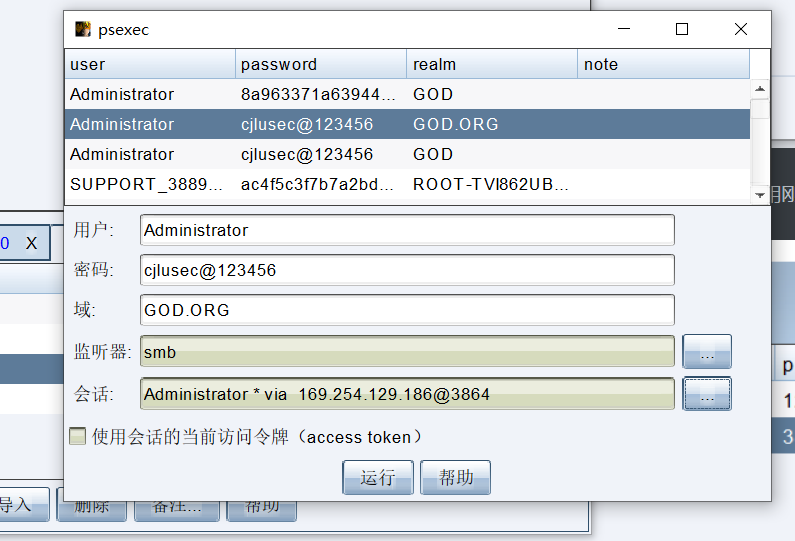 psexec
user password realm note
Administrator 8a963371a63944... GOD
Administrator cjlusec@123456 GOD.ORG
Administrator cjlusec@123456 GOD
SUPPORT_3889... ac4f5c3f7b7a2bd... ROOT-TVI862UB...
0 X
用户: Administrator
密码: cjlusec@123456
域: GOD.ORG
监听器: smb ...
会话: Administrator * via 169.254.129.186@3864 ...
使用会话的当前访问令牌（access token）
运行 帮助
导入 删除 备注... 帮助
p
1
3